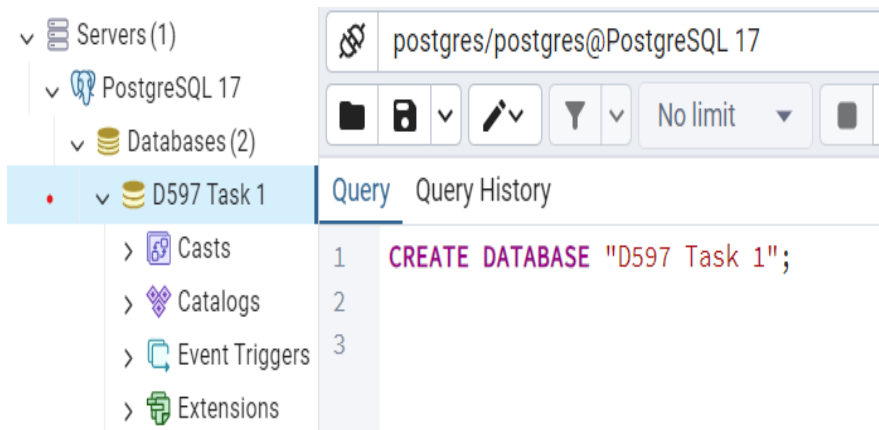 Servers (1)
PostgreSQL 17
Databases (2)
D597 Task 1
Casts
Catalogs
Event Triggers
Extensions
postgres/postgres@PostgreSQL 17
No limit
Query Query History
1 CREATE DATABASE "D597 Task 1";
2
3